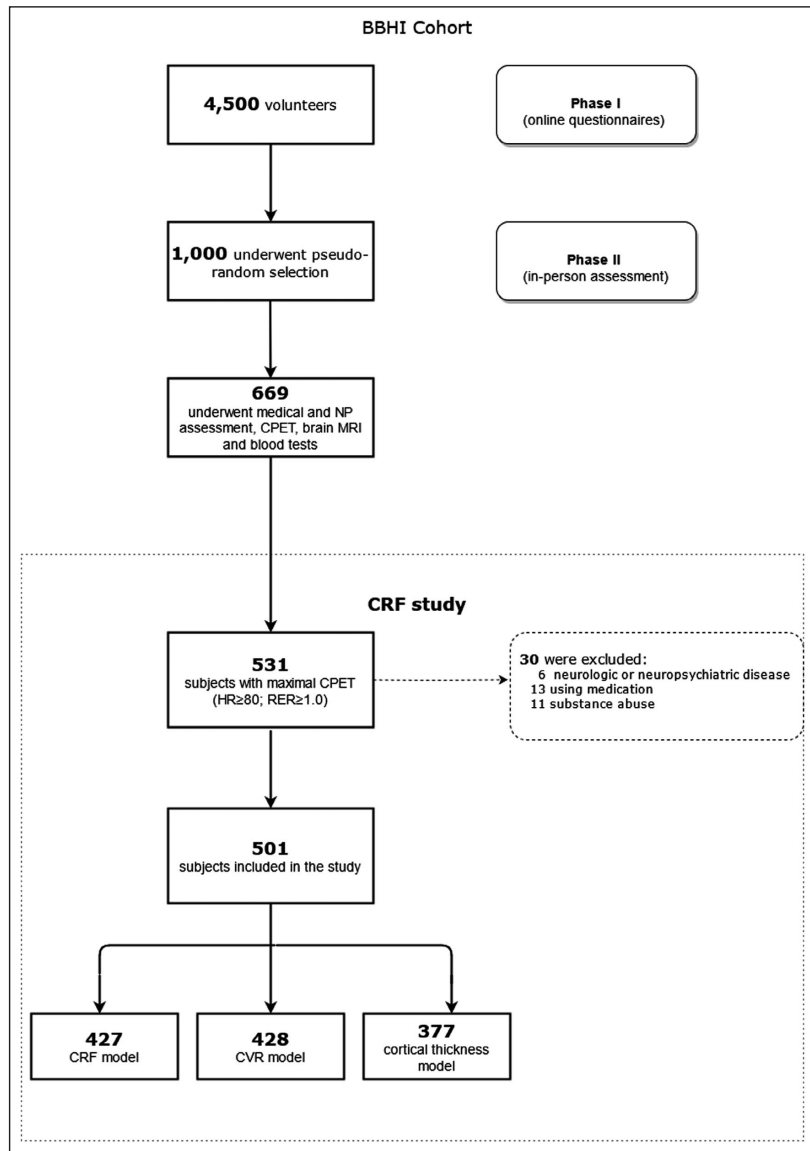 BBHI Cohort
4,500 volunteers
Phase I
(online questionnaires)
1,000 underwent pseudo-
random selection
Phase II
(in-person assessment)
669
underwent medical and NP
assessment, CPET, brain MRI
and blood tests
CRF study
531
subjects with maximal CPET
(HR≥80; RER≥1.0)
30 were excluded:
6 neurologic or neuropsychiatric disease
13 using medication
11 substance abuse
501
subjects included in the study
427
CRF model
428
CVR model
377
cortical thickness
model